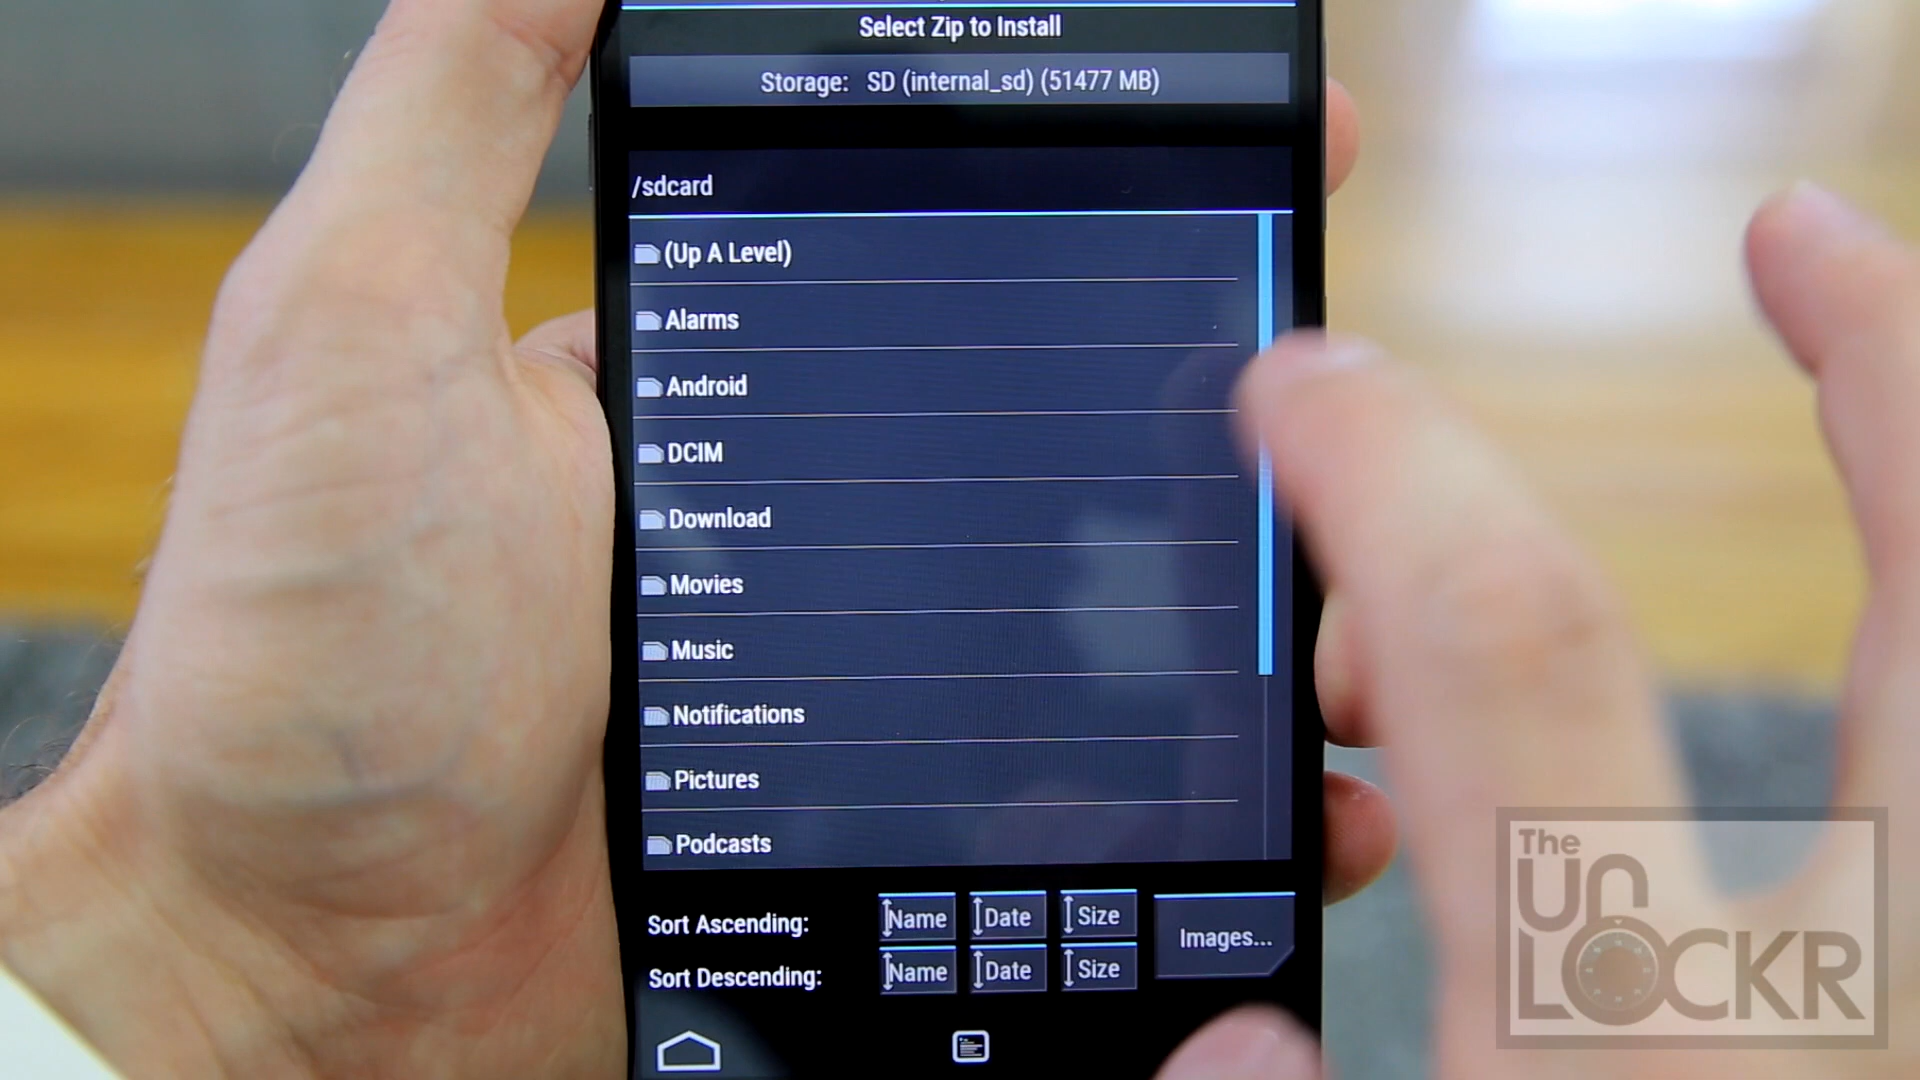 Select Zip to Install
Storage: SD (internal_sd) (51477 MB)
/sdcard
(Up A Level)
Alarms
Android
DCIM
Download
Movies
Music
Notifications
Pictures
Podcasts
Sort Ascending: Name Date Size
Images...
Sort Descending: Name Date Size
The
UN
LOCKR